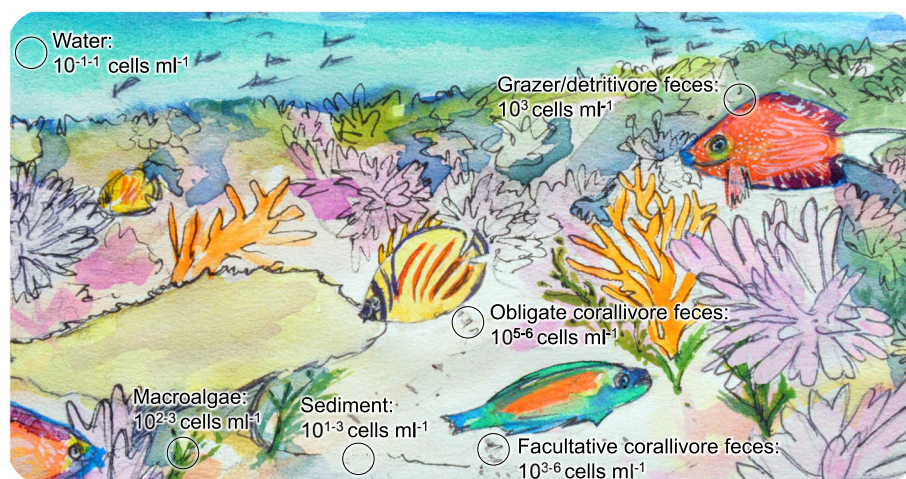 Water:
10⁻¹⁻¹ cells ml⁻¹
Grazer/detritivore feces:
10³ cells ml⁻¹
Obligate corallivore feces:
10⁵⁻⁶ cells ml⁻¹
Macroalgae:
10²⁻³ cells ml⁻¹
Sediment:
10¹⁻³ cells ml⁻¹
Facultative corallivore feces:
10³⁻⁶ cells ml⁻¹